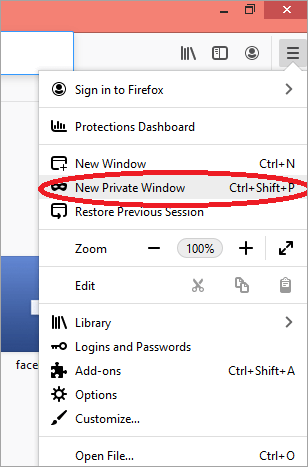 Sign in to Firefox
Protections Dashboard
New Window Ctrl+N
New Private Window Ctrl+Shift+P
Restore Previous Session
Zoom 100%
Edit
Library
Logins and Passwords
face
Add-ons Ctrl+Shift+A
Options
Customize...
Open File... Ctrl+O